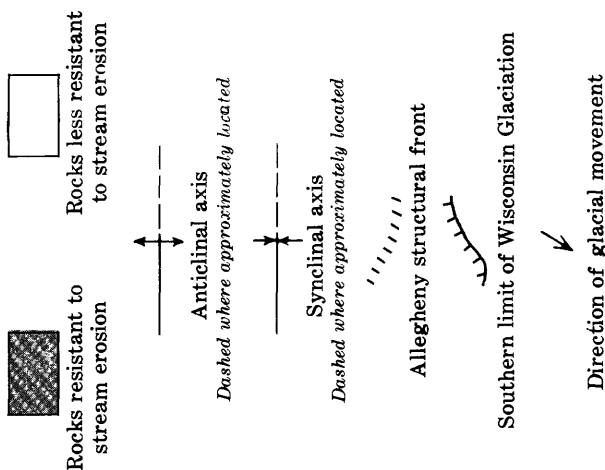 Rocks resistant to
stream erosion
Rocks less resistant
to stream erosion
Anticlinal axis
Dashed where approximately located
Synclinal axis
Dashed where approximately located
Allegheny structural front
Southern limit of Wisconsin Glaciation
Direction of glacial movement